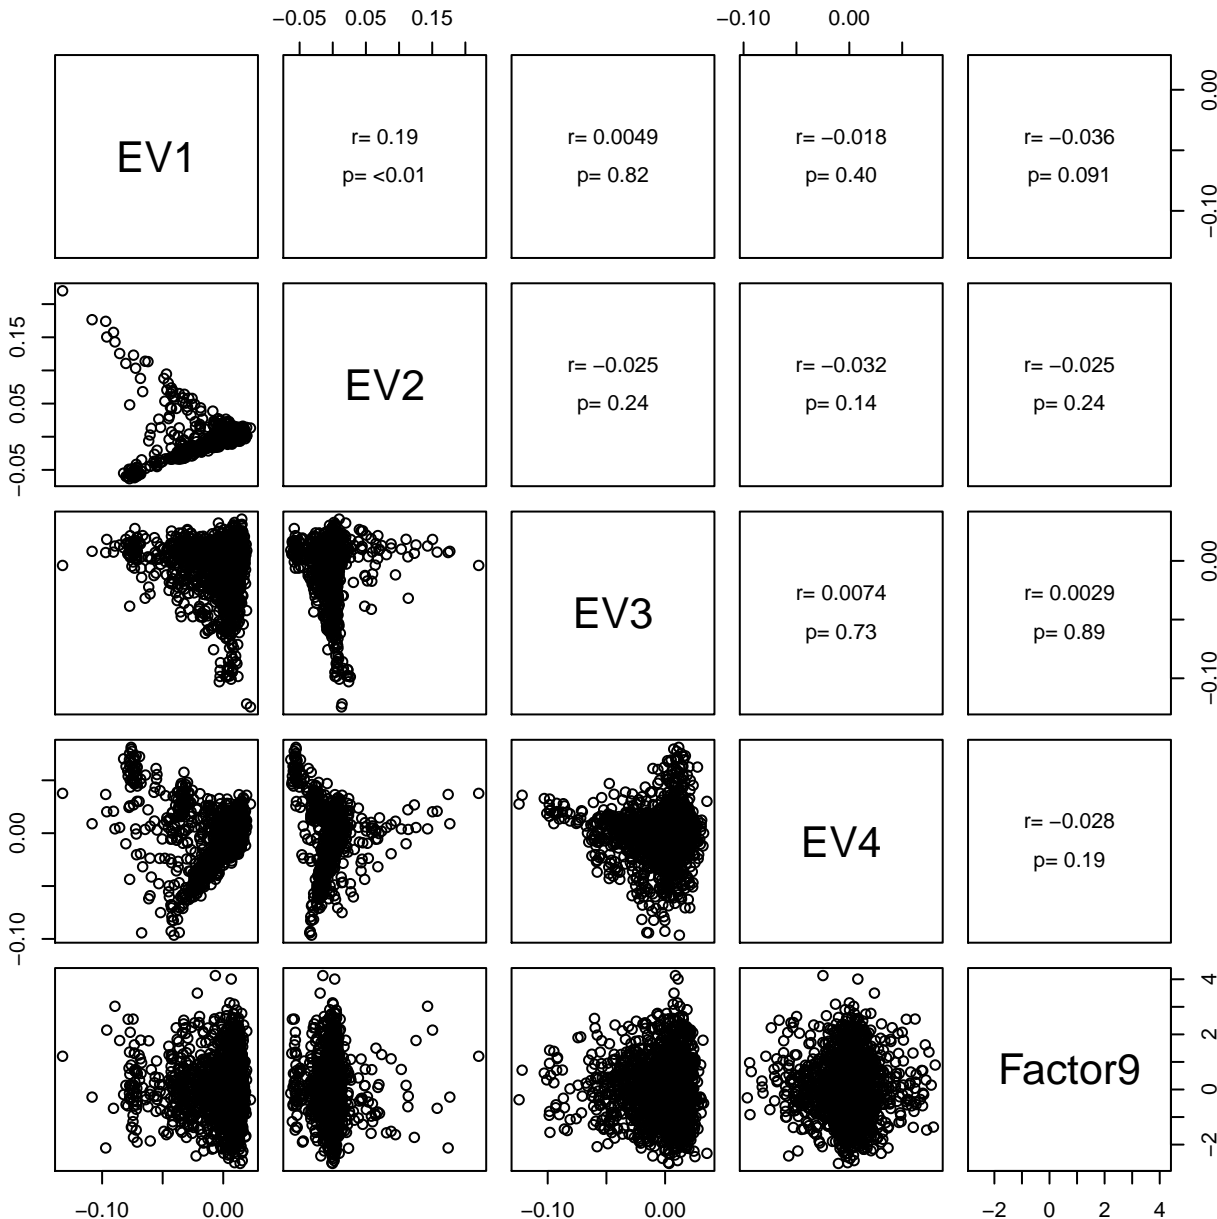 −0.05 0.05 0.15 −0.10 0.00
EV1
r= 0.19
p= <0.01
r= 0.0049
p= 0.82
r= −0.018
p= 0.40
r= −0.036
p= 0.091
−0.10 0.00
−0.05 0.05 0.15
EV2
r= −0.025
p= 0.24
r= −0.032
p= 0.14
r= −0.025
p= 0.24
EV3
r= 0.0074
p= 0.73
r= 0.0029
p= 0.89
−0.10 0.00
−0.10 0.00
EV4
r= −0.028
p= 0.19
Factor9
−2 0 2 4
−0.10 0.00 −0.10 0.00 −2 0 2 4